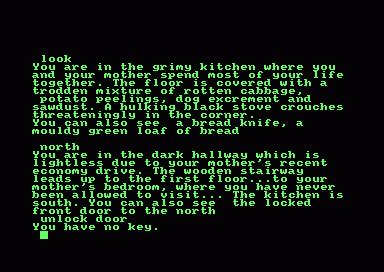 look
You are in the grimy kitchen where you
and your mother spend most of your life
together. The floor is covered with a
trodden mixture of rotten cabbage,
potato peelings, dog excrement and
sawdust. A hulking black stove crouches
threateningly in the corner.
You can also see  a bread knife, a
mouldy green loaf of bread
north
You are in the dark hallway which is
lightless due to your mother's recent
economy drive. The wooden stairway
leads up to the first floor...to your
mother's bedroom, where you have never
been allowed to visit... The kitchen is
south. You can also see  the locked
front door to the north
unlock door
You have no key.